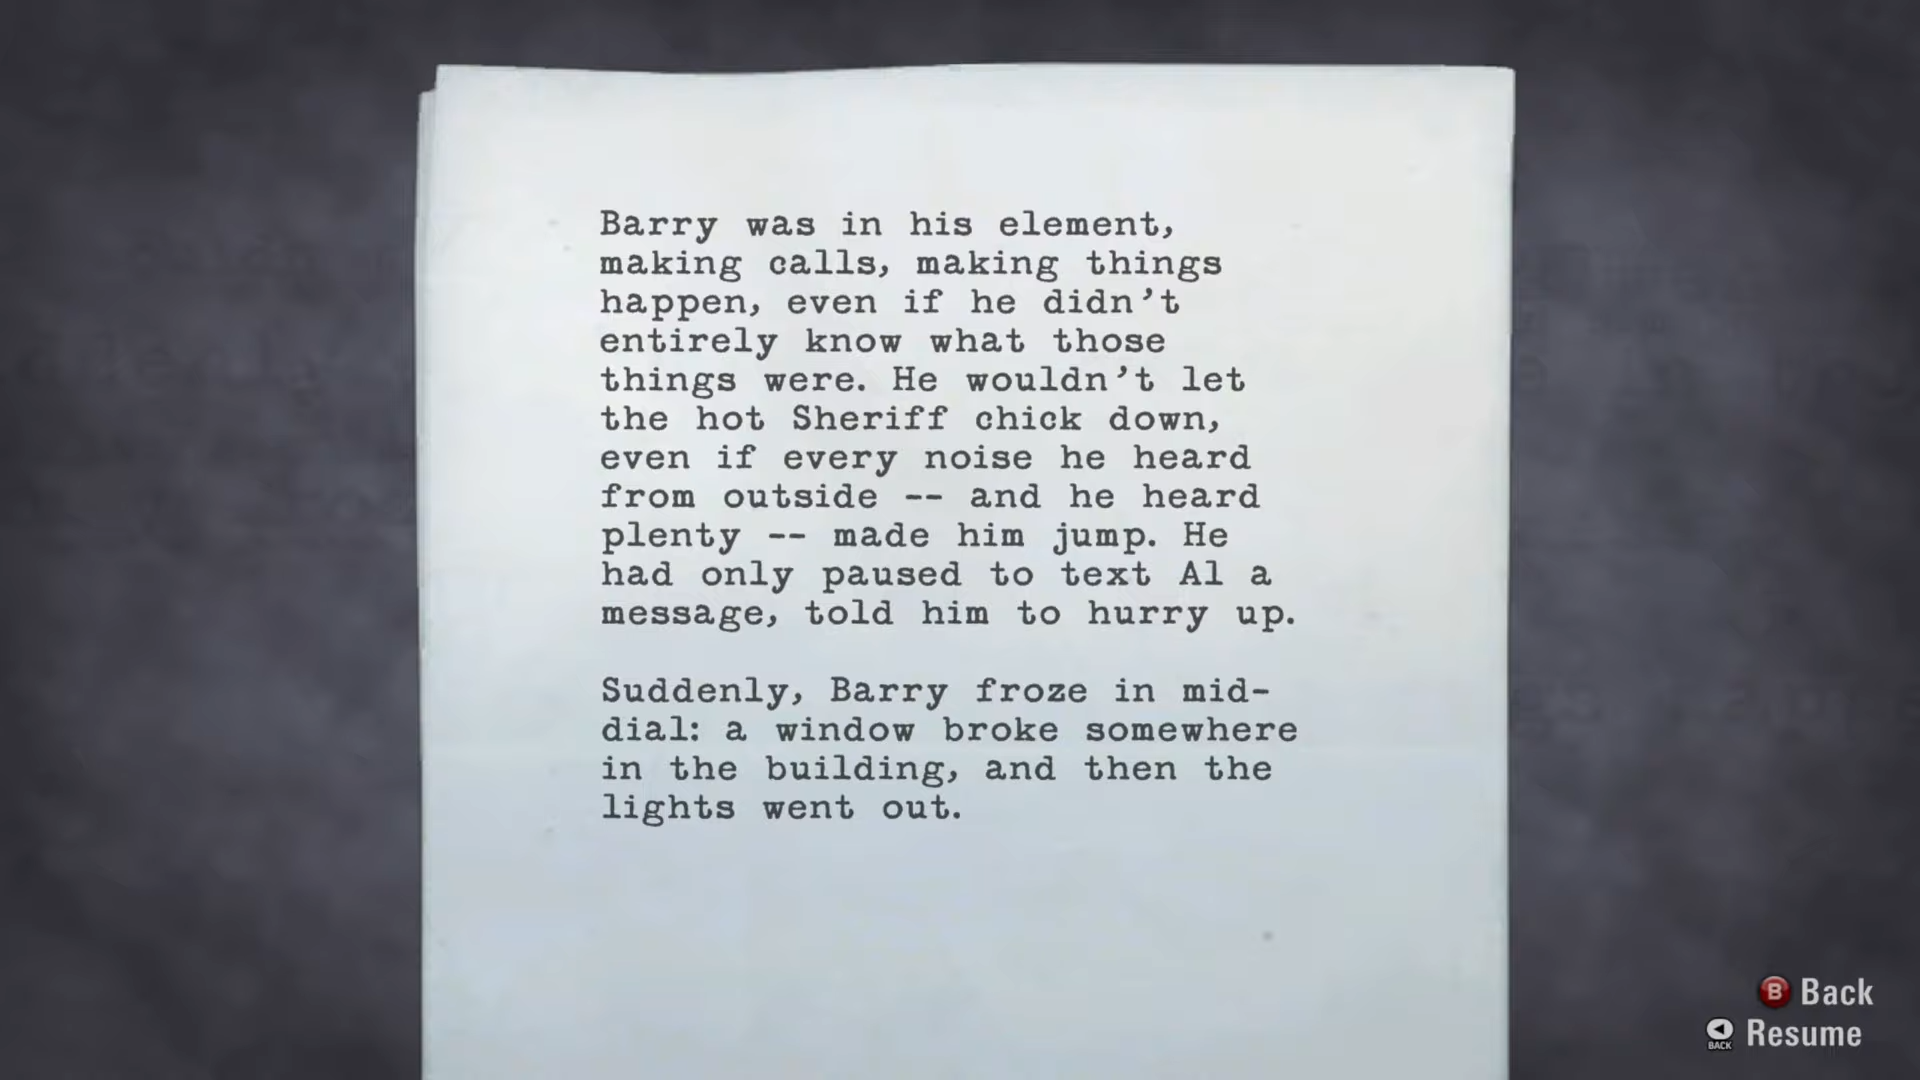 Barry was in his element,
making calls, making things
happen, even if he didn’t
entirely know what those
things were. He wouldn’t let
the hot Sheriff chick down,
even if every noise he heard
from outside -- and he heard
plenty -- made him jump. He
had only paused to text Al a
message, told him to hurry up.
Suddenly, Barry froze in mid-
dial: a window broke somewhere
in the building, and then the
lights went out.
B Back
BACK Resume